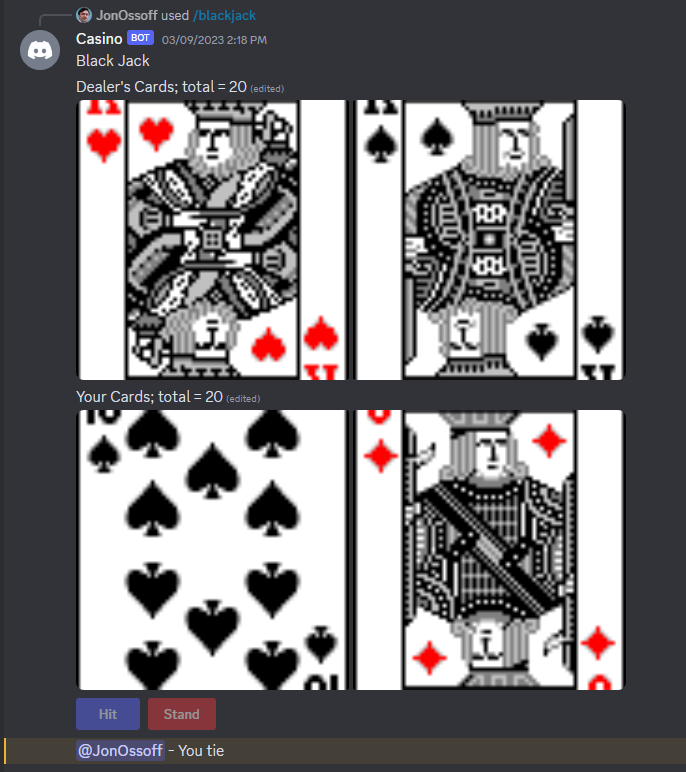 JonOssoff used /blackjack
Casino BOT 03/09/2023 2:18 PM
Black Jack
Dealer's Cards; total = 20 (edited)
Your Cards; total = 20 (edited)
Hit Stand
@JonOssoff - You tie